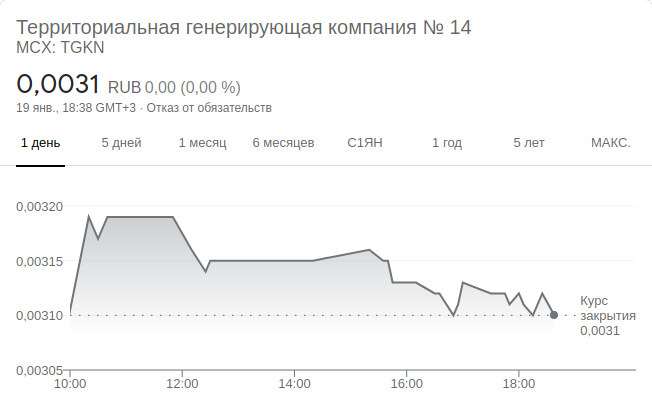 Территориальная генерирующая компания № 14
MCX: TGKN
0,0031 RUB 0,00 (0,00 %)
19 янв., 18:38 GMT+3 · Отказ от обязательств
1 день 5 дней 1 месяц 6 месяцев С1ЯН 1 год 5 лет МАКС.
0,00320
0,00315
0,00310
0,00305
Курс
закрытия
0,0031
10:00 12:00 14:00 16:00 18:00